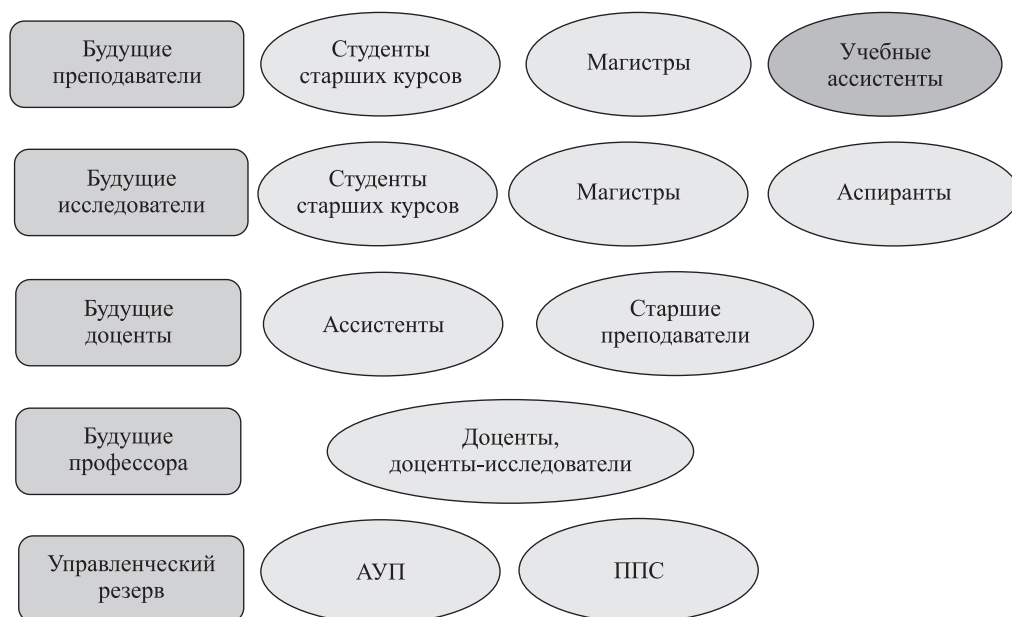 Будущие
преподаватели
Студенты
старших курсов
Магистры
Учебные
ассистенты
Будущие
исследователи
Студенты
старших курсов
Магистры
Аспиранты
Будущие
доценты
Ассистенты
Старшие
преподаватели
Будущие
профессора
Доценты,
доценты-исследователи
Управленческий
резерв
АУП
ППС